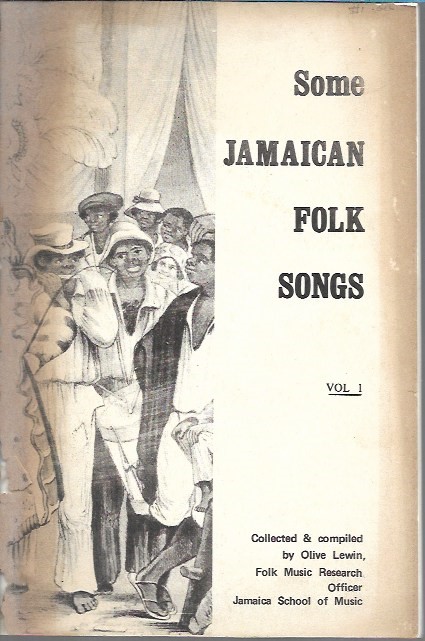 Some
JAMAICAN
FOLK
SONGS
VOL 1
Collected & compiled
by Olive Lewin,
Folk Music Research
Officer
Jamaica School of Music